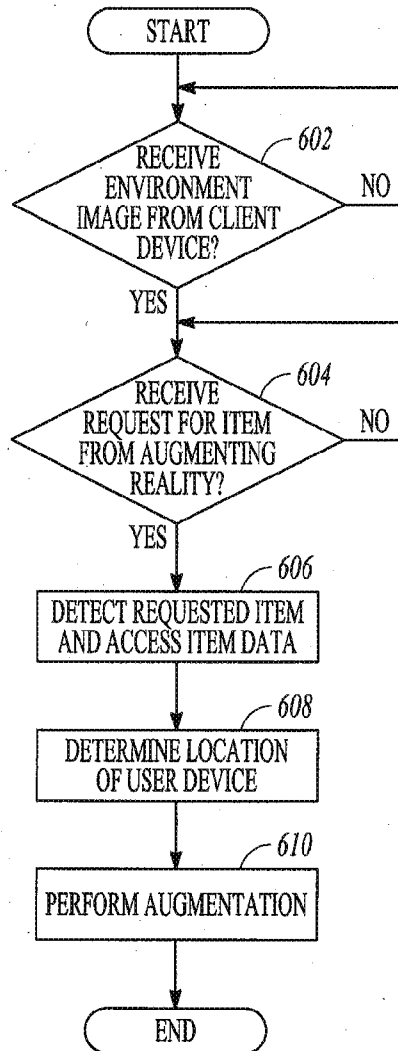 START
602
RECEIVE
ENVIRONMENT
IMAGE FROM CLIENT
DEVICE?
NO
YES
604
RECEIVE
REQUEST FOR ITEM
FROM AUGMENTING
REALITY?
NO
YES
606
DETECT REQUESTED ITEM
AND ACCESS ITEM DATA
608
DETERMINE LOCATION
OF USER DEVICE
610
PERFORM AUGMENTATION
END